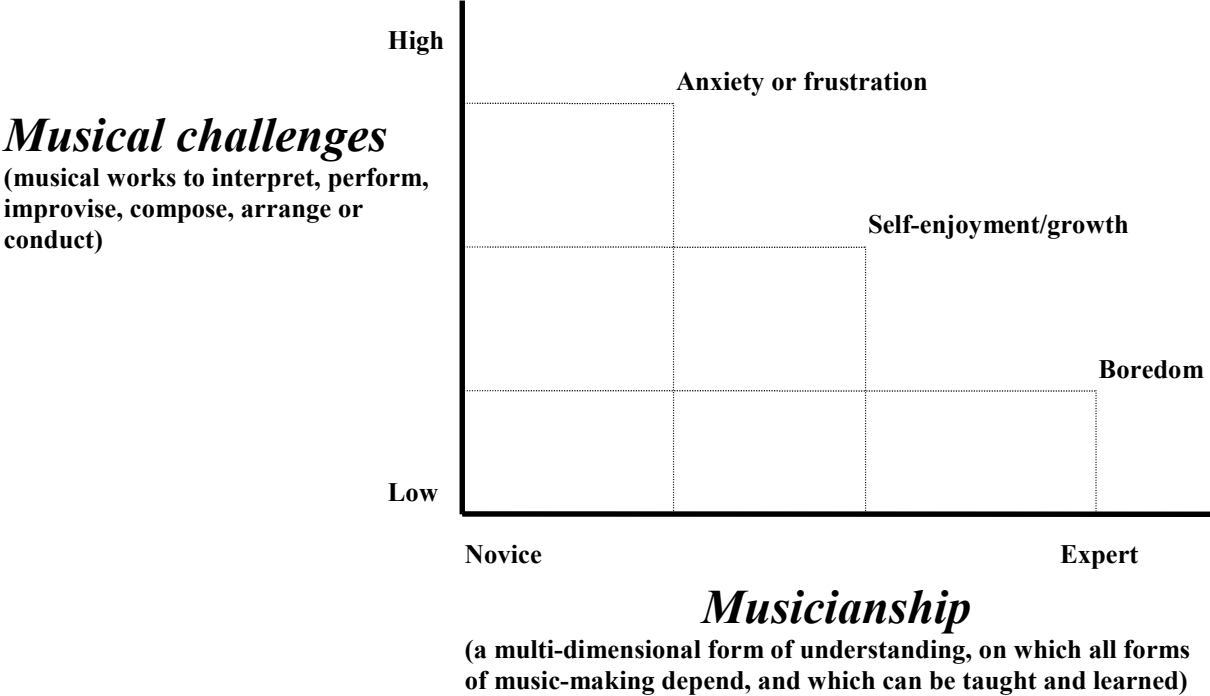 High
Anxiety or frustration
Musical challenges
(musical works to interpret, perform,
improvise, compose, arrange or
conduct)
Self-enjoyment/growth
Boredom
Low
Novice
Expert
Musicianship
(a multi-dimensional form of understanding, on which all forms
of music-making depend, and which can be taught and learned)